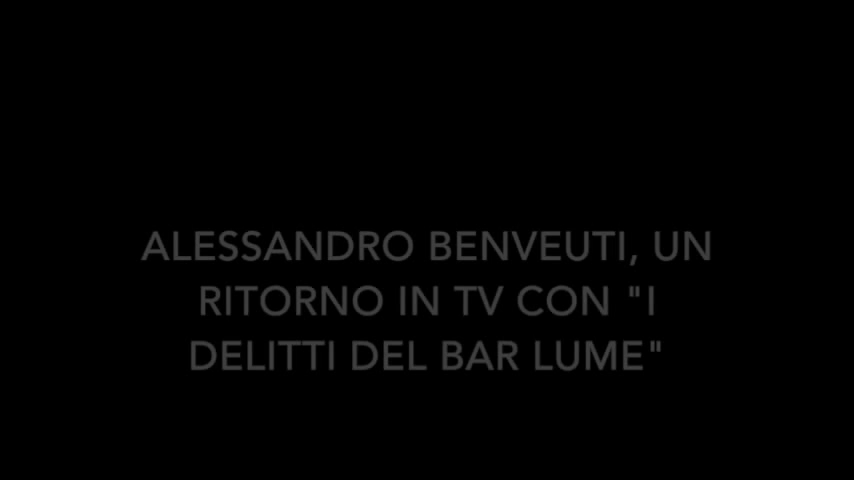 ALESSANDRO BENVEUTI, UN
RITORNO IN TV CON "I
DELITTI DEL BAR LUME"